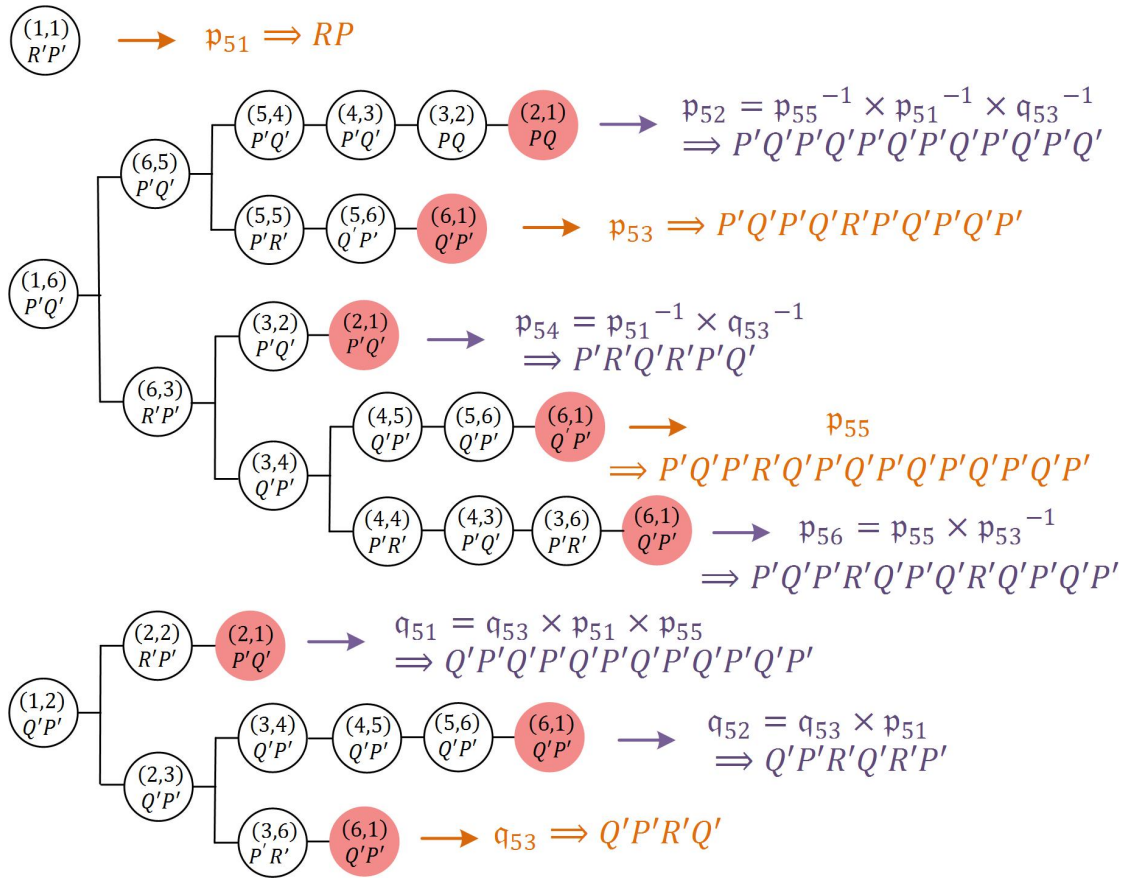 (1,1)
R'P'
𝔭₅₁ ⟹ RP
(5,4)
P'Q'
(4,3)
P'Q'
(3,2)
PQ
(2,1)
PQ
𝔭₅₂ = 𝔭₅₅⁻¹ × 𝔭₅₁⁻¹ × 𝔮₅₃⁻¹
⟹ P'Q'P'Q'P'Q'P'Q'P'Q'P'Q'
(6,5)
P'Q'
(5,5)
P'R'
(5,6)
Q'P'
(6,1)
Q'P'
𝔭₅₃ ⟹ P'Q'P'Q'R'P'Q'P'Q'P'
(1,6)
P'Q'
(3,2)
P'Q'
(2,1)
P'Q'
𝔭₅₄ = 𝔭₅₁⁻¹ × 𝔮₅₃⁻¹
⟹ P'R'Q'R'P'Q'
(6,3)
R'P'
(4,5)
Q'P'
(5,6)
Q'P'
(6,1)
Q'P'
𝔭₅₅
⟹ P'Q'P'R'Q'P'Q'P'Q'P'Q'P'Q'P'
(3,4)
Q'P'
(4,4)
P'R'
(4,3)
P'Q'
(3,6)
P'R'
(6,1)
Q'P'
𝔭₅₆ = 𝔭₅₅ × 𝔭₅₃⁻¹
⟹ P'Q'P'R'Q'P'Q'R'Q'P'Q'P'
(2,2)
R'P'
(2,1)
P'Q'
𝔮₅₁ = 𝔮₅₃ × 𝔭₅₁ × 𝔭₅₅
⟹ Q'P'Q'P'Q'P'Q'P'Q'P'Q'P'
(1,2)
Q'P'
(3,4)
Q'P'
(4,5)
Q'P'
(5,6)
Q'P'
(6,1)
Q'P'
𝔮₅₂ = 𝔮₅₃ × 𝔭₅₁
⟹ Q'P'R'Q'R'P'
(2,3)
Q'P'
(3,6)
P'R'
(6,1)
Q'P'
𝔮₅₃ ⟹ Q'P'R'Q'